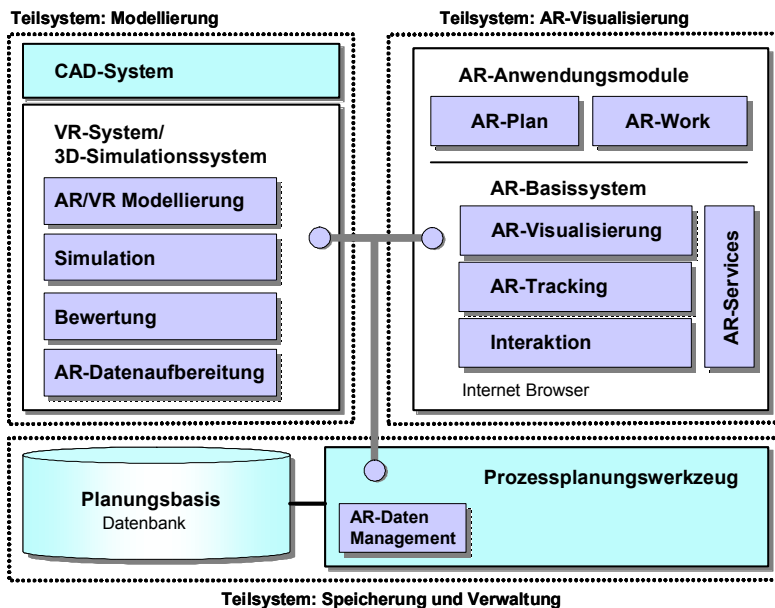 Teilsystem: Modellierung
CAD-System
VR-System/
3D-Simulationssystem
AR/VR Modellierung
Simulation
Bewertung
AR-Datenaufbereitung
Teilsystem: AR-Visualisierung
AR-Anwendungsmodule
AR-Plan
AR-Work
AR-Basissystem
AR-Visualisierung
AR-Tracking
Interaktion
AR-Services
Internet Browser
Planungsbasis
Datenbank
Prozessplanungswerkzeug
AR-Daten
Management
Teilsystem: Speicherung und Verwaltung